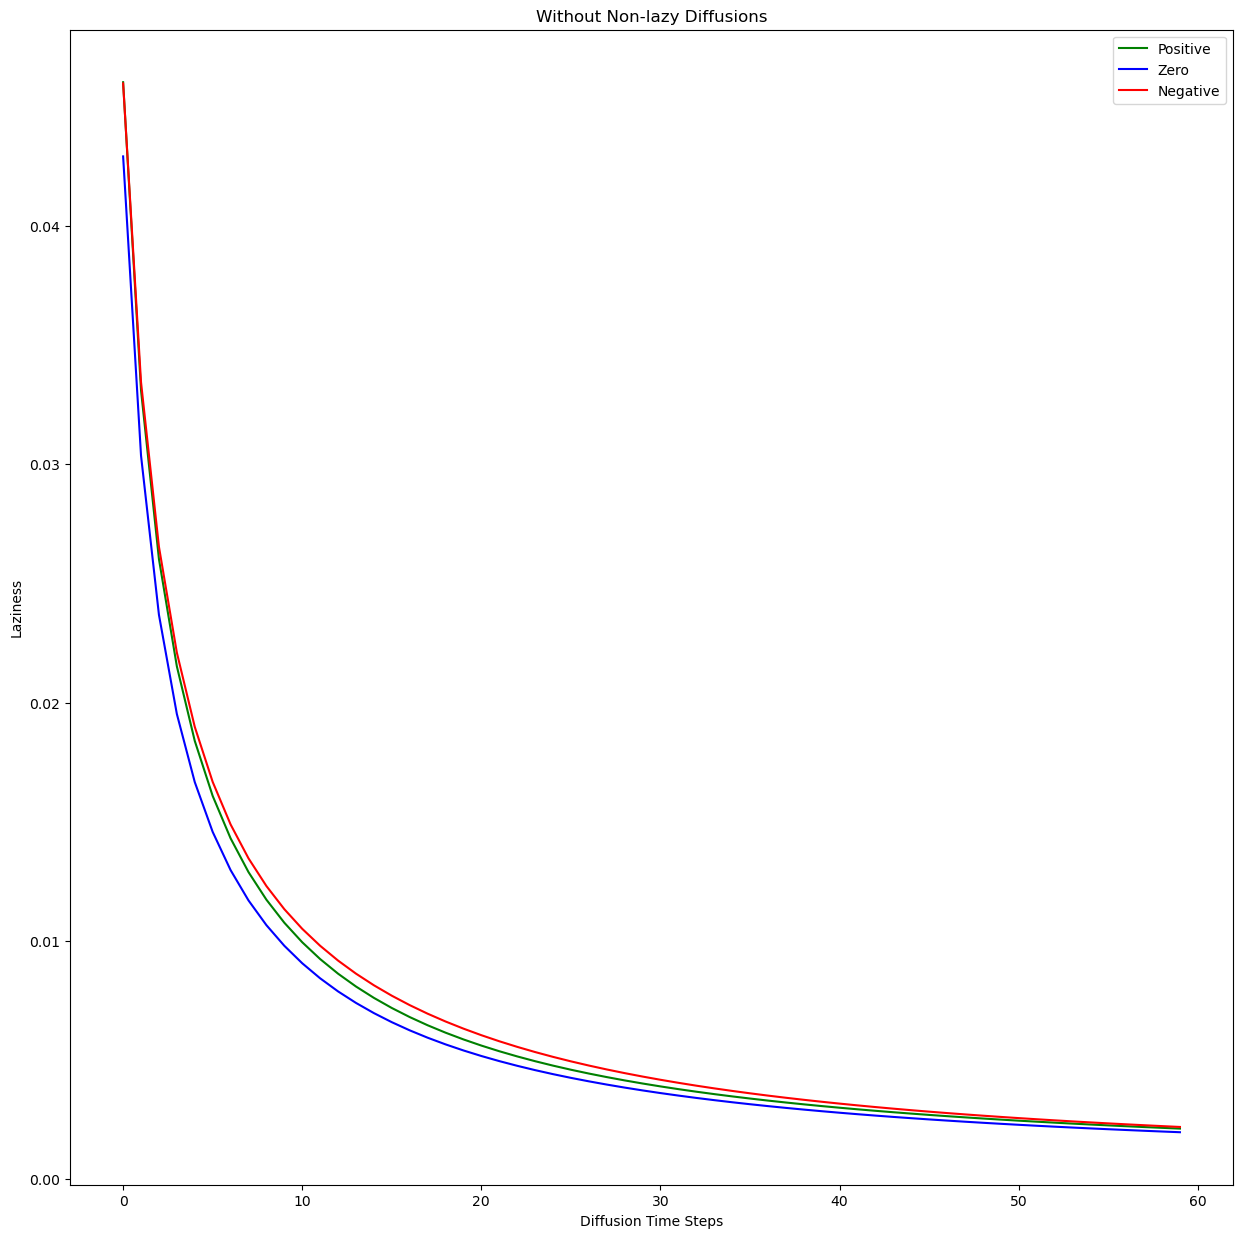 Without Non-lazy Diffusions
Positive
Zero
Negative
Laziness
0.04
0.03
0.02
0.01
0.00
0 10 20 30 40 50 60
Diffusion Time Steps